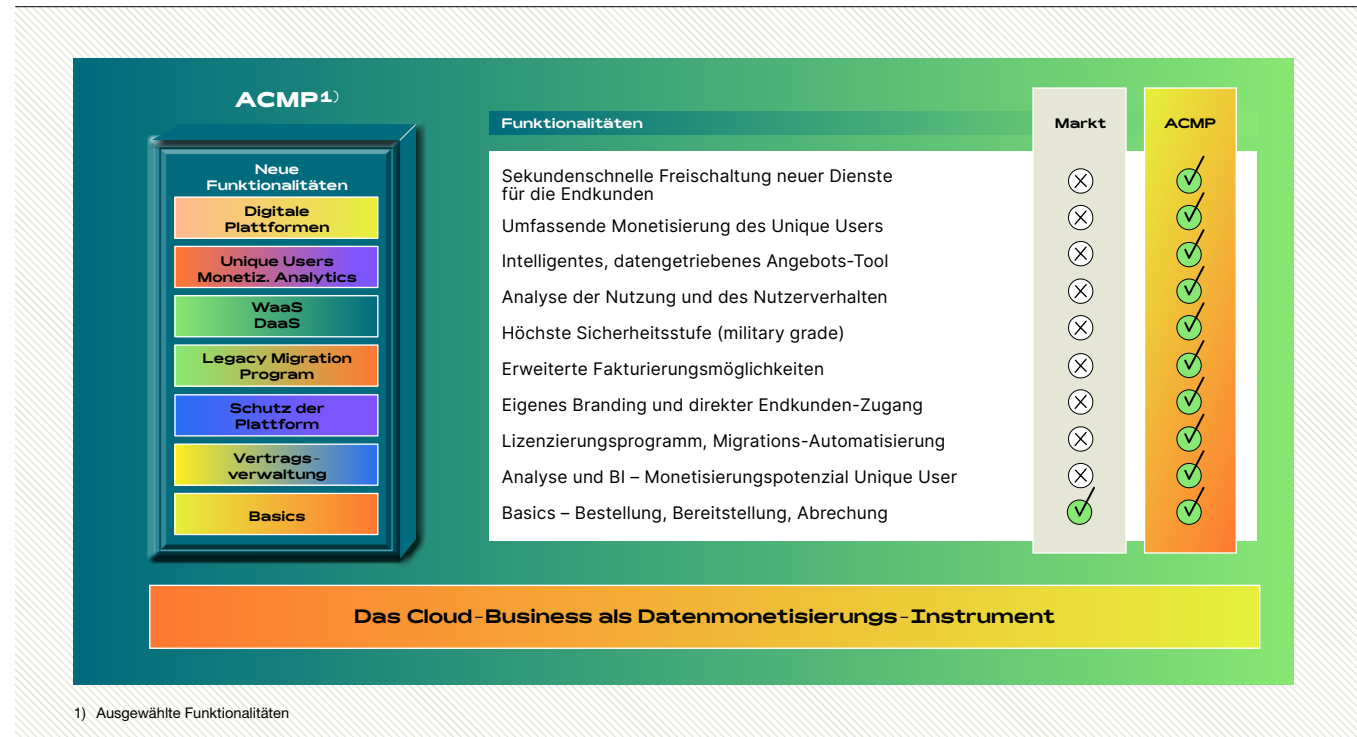 ACMP1)
Neue
Funktionalitäten
Digitale
Plattformen
Unique Users
Monetiz. Analytics
WaaS
DaaS
Legacy Migration
Program
Schutz der
Plattform
Vertrags-
verwaltung
Basics
Funktionalitäten
Markt
ACMP
Sekundenschnelle Freischaltung neuer Dienste
für die Endkunden
Umfassende Monetisierung des Unique Users
Intelligentes, datengetriebenes Angebots-Tool
Analyse der Nutzung und des Nutzerverhalten
Höchste Sicherheitsstufe (military grade)
Erweiterte Fakturierungsmöglichkeiten
Eigenes Branding und direkter Endkunden-Zugang
Lizenzierungsprogramm, Migrations-Automatisierung
Analyse und BI – Monetisierungspotenzial Unique User
Basics – Bestellung, Bereitstellung, Abrechung
Das Cloud-Business als Datenmonetisierungs-Instrument
1) Ausgewählte Funktionalitäten